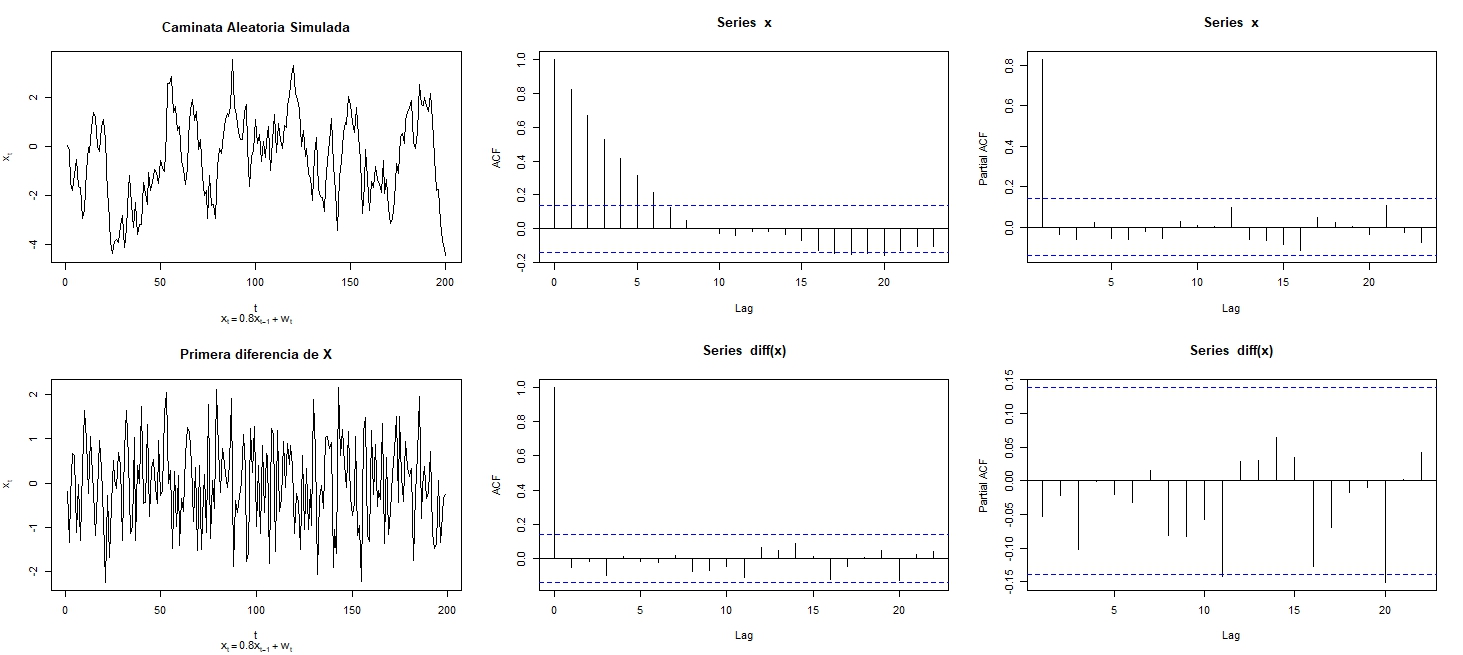 Caminata Aleatoria Simulada
x_t
2
0
-2
-4
0 50 100 150 200
t
x_t = 0.8x_{t-1} + w_t
Series x
ACF
1.0
0.8
0.6
0.4
0.2
0.0
-0.2
0 5 10 15 20
Lag
Series x
Partial ACF
0.8
0.6
0.4
0.2
0.0
5 10 15 20
Lag
Primera diferencia de X
x_t
2
1
0
-1
-2
0 50 100 150 200
t
x_t = 0.8x_{t-1} + w_t
Series diff(x)
ACF
1.0
0.8
0.6
0.4
0.2
0.0
0 5 10 15 20
Lag
Series diff(x)
Partial ACF
0.15
0.10
0.05
0.00
-0.05
-0.10
-0.15
5 10 15 20
Lag